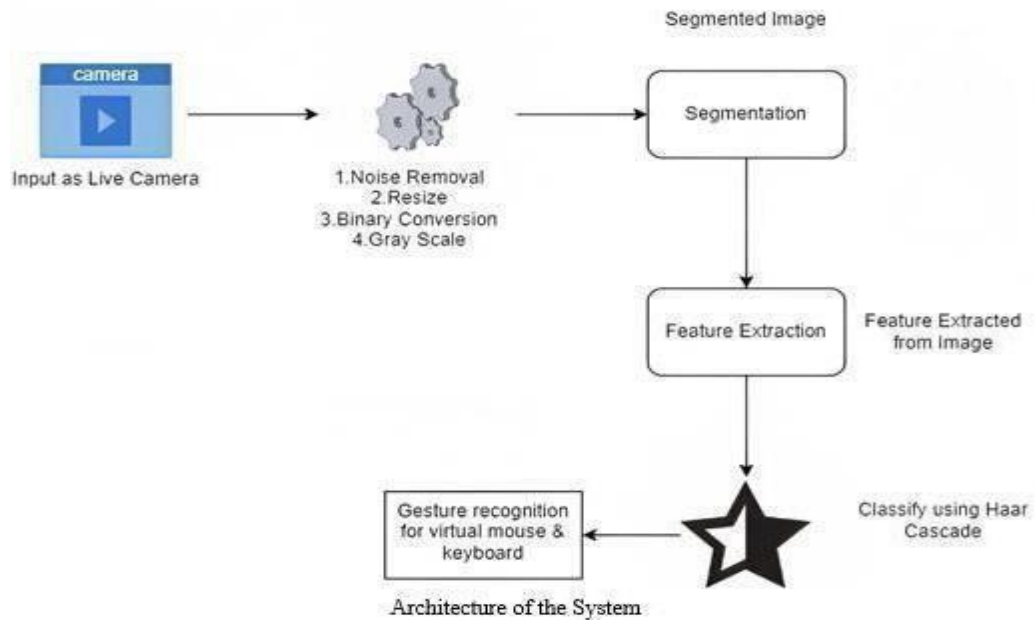 Segmented Image
camera
Segmentation
Input as Live Camera
1.Noise Removal
2.Resize
3.Binary Conversion
4.Gray Scale
Feature Extraction
Feature Extracted
from Image
Classify using Haar
Cascade
Gesture recognition
for virtual mouse &
keyboard
Architecture of the System